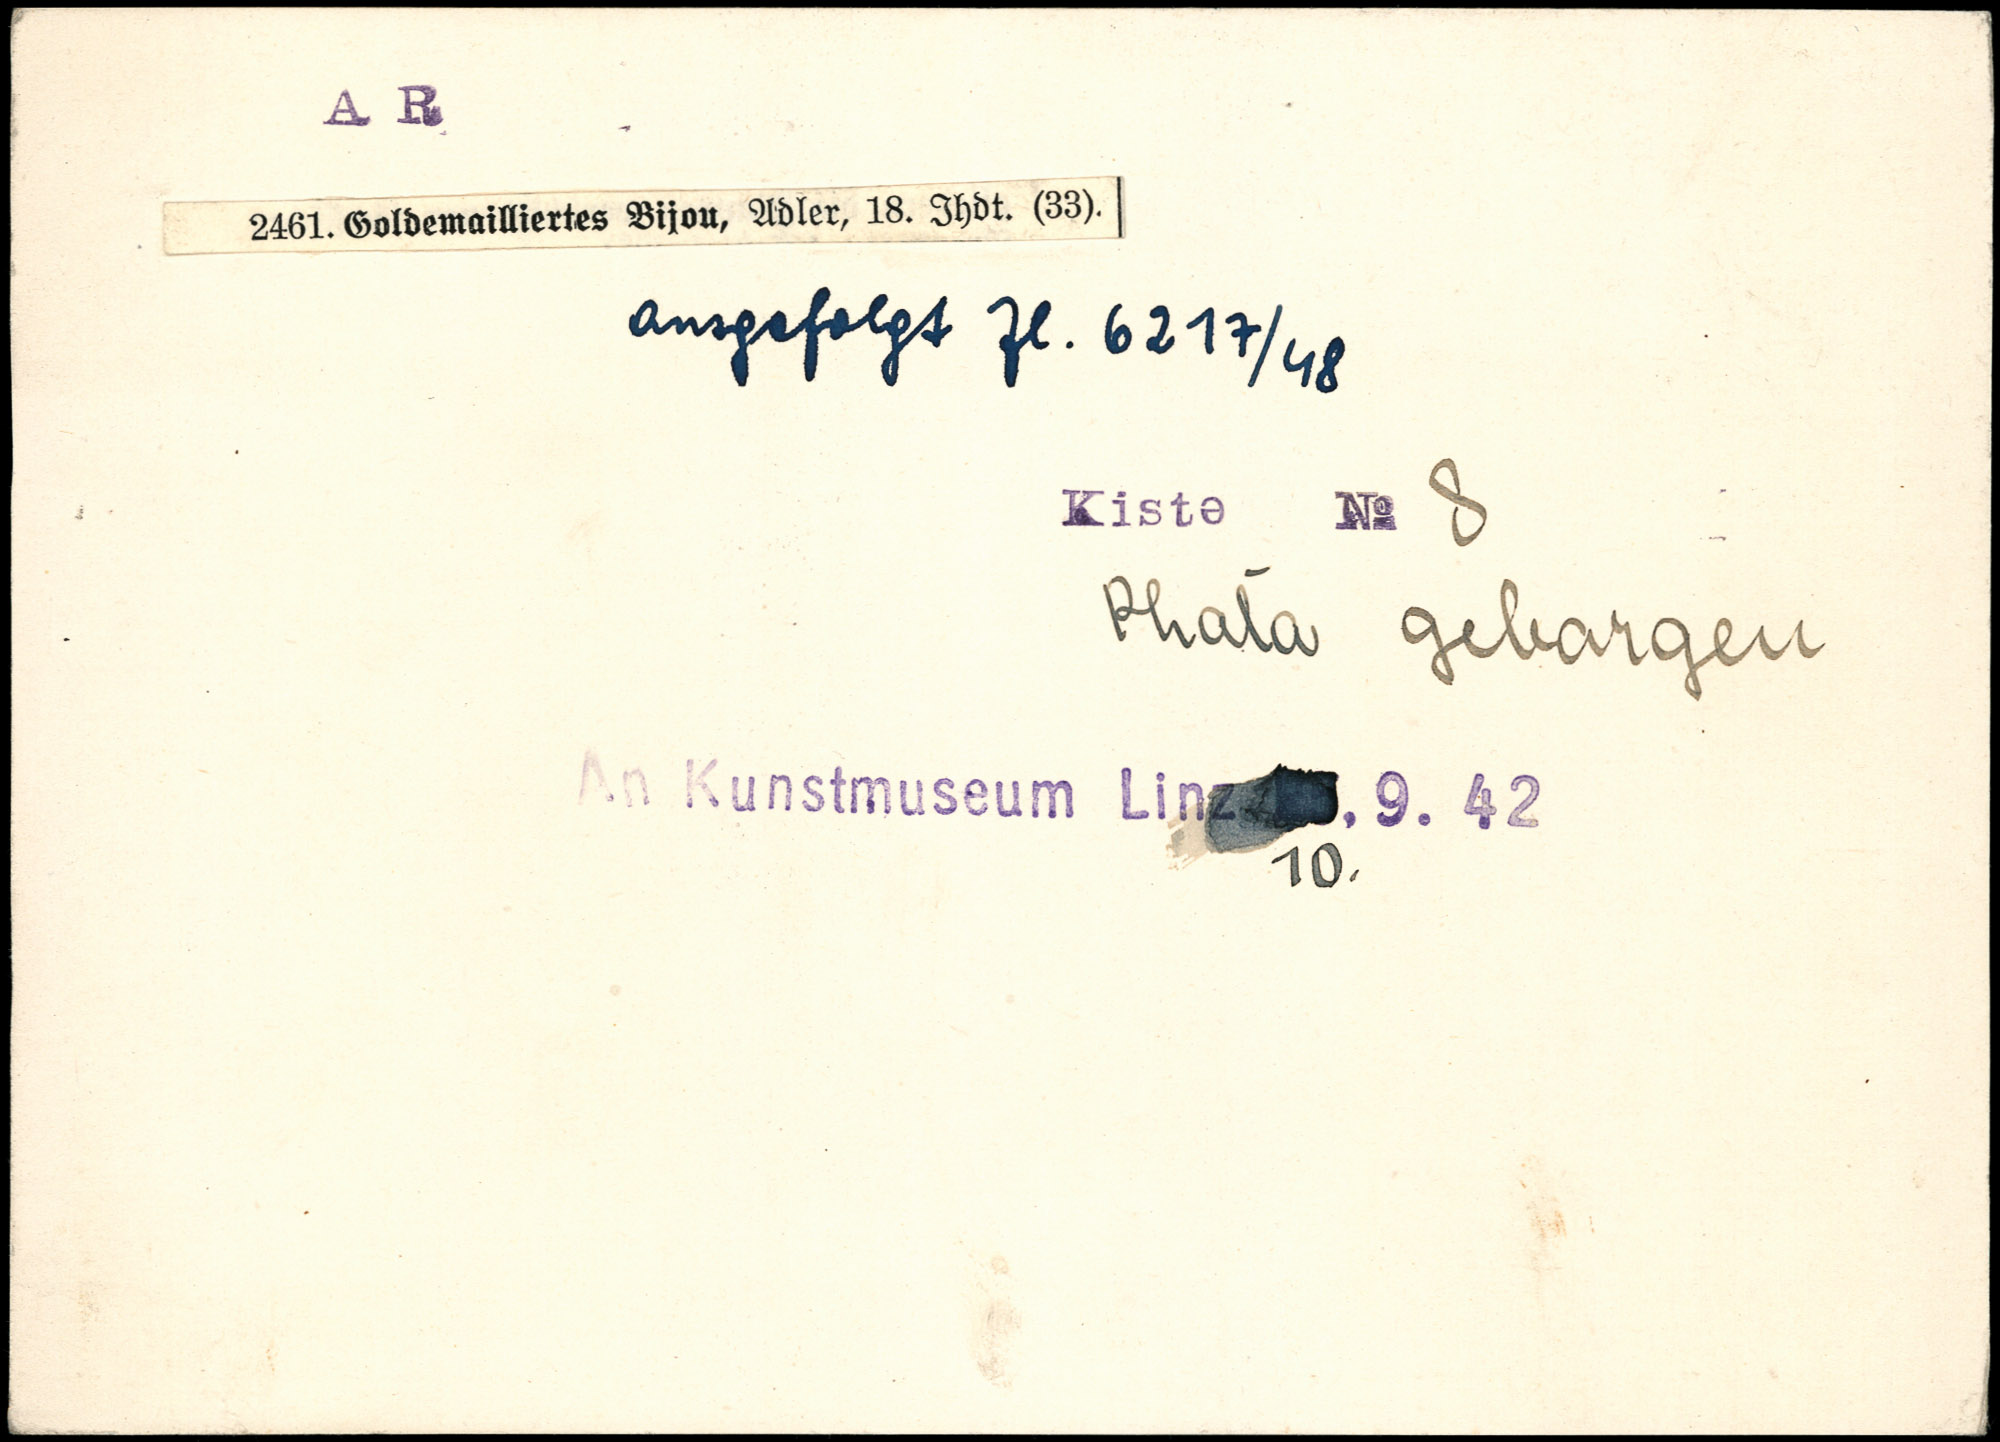 A R
2461. Goldemailliertes Bijou, Adler, 18. Jhdt. (33).
ausgefolgt Zl. 6217/48
Kiste № 8
Photo geborgen
An Kunstmuseum Linz .9. 42
10.